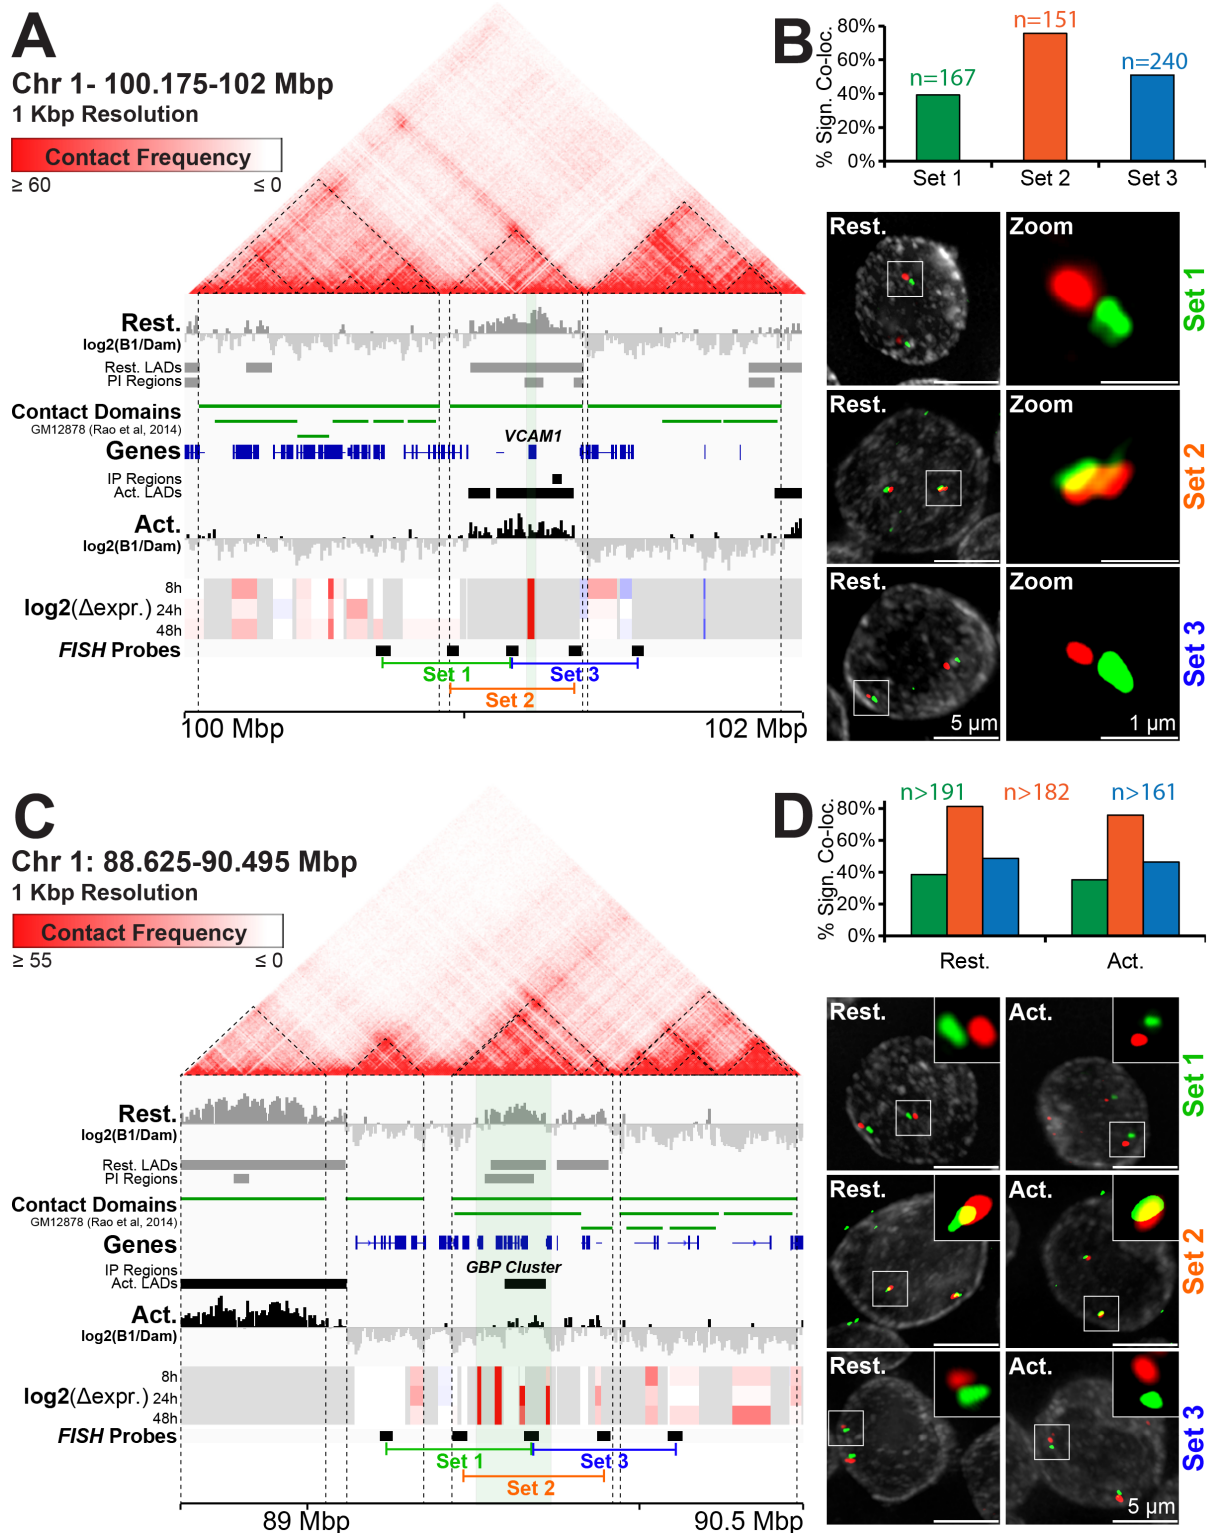 A
Chr 1- 100.175-102 Mbp
1 Kbp Resolution
Contact Frequency
≥ 60
≤ 0
Rest.
log2(B1/Dam)
Rest. LADs
PI Regions
Contact Domains
GM12878 (Rao et al, 2014)
VCAM1
Genes
IP Regions
Act. LADs
Act.
log2(B1/Dam)
8h
log2(Δexpr.) 24h
48h
FISH Probes
Set 1
Set 3
Set 2
100 Mbp
102 Mbp
B
% Sign. Co-loc.
80%
60%
40%
20%
0%
n=167
n=151
n=240
Set 1
Set 2
Set 3
Rest.
Zoom
Set 1
Rest.
Zoom
Set 2
Rest.
Zoom
Set 3
5 µm
1 µm
C
Chr 1: 88.625-90.495 Mbp
1 Kbp Resolution
Contact Frequency
≥ 55
≤ 0
Rest.
log2(B1/Dam)
Rest. LADs
PI Regions
Contact Domains
GM12878 (Rao et al, 2014)
Genes
IP Regions
GBP Cluster
Act. LADs
Act.
log2(B1/Dam)
8h
log2(Δexpr.) 24h
48h
FISH Probes
Set 1
Set 3
Set 2
89 Mbp
90.5 Mbp
D
% Sign. Co-loc.
80%
60%
40%
20%
0%
n>191
n>182
n>161
Rest.
Act.
Rest.
Act.
Set 1
Rest.
Act.
Set 2
Rest.
Act.
Set 3
5 µm